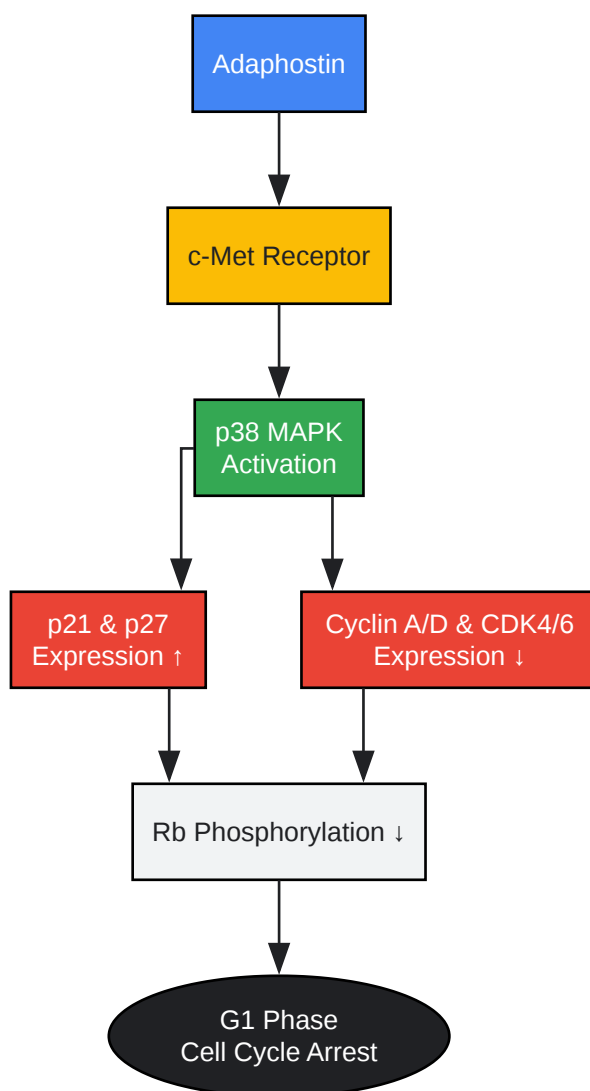 Adaphostin
c-Met Receptor
p38 MAPK
Activation
p21 & p27
Expression ↑
Cyclin A/D & CDK4/6
Expression ↓
Rb Phosphorylation ↓
G1 Phase
Cell Cycle Arrest